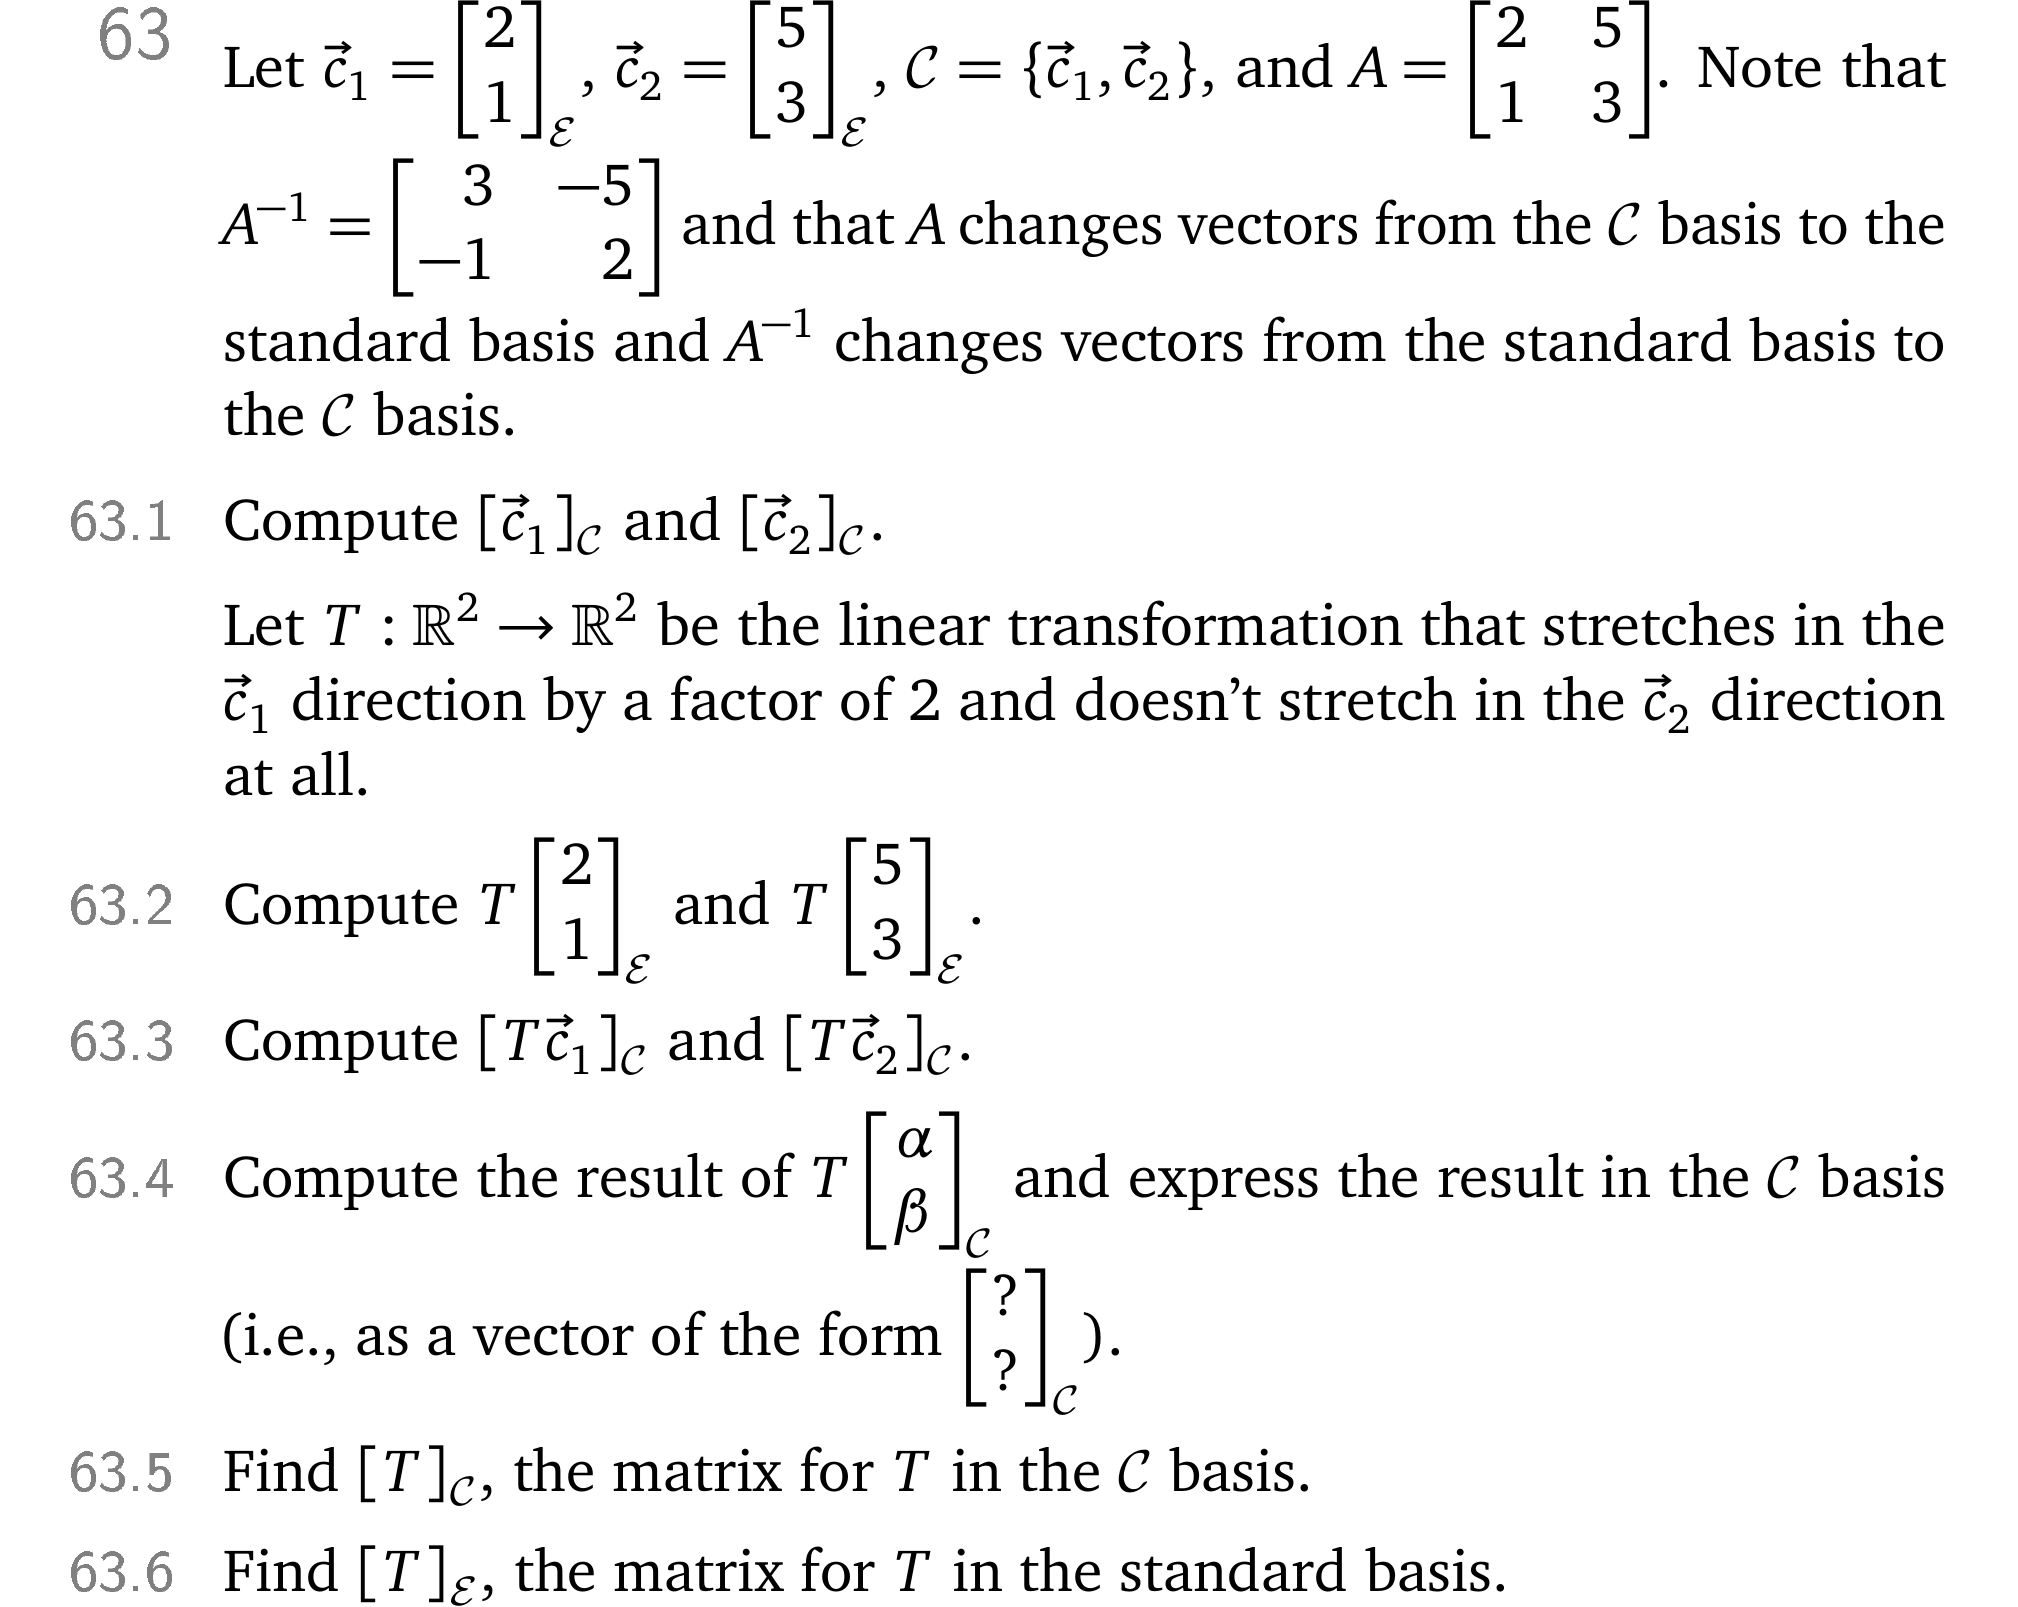 63 Let $\vec{c}_1 = \begin{bmatrix} 2 \\ 1 \end{bmatrix}_{\mathcal{E}}$, $\vec{c}_2 = \begin{bmatrix} 5 \\ 3 \end{bmatrix}_{\mathcal{E}}$, $\mathcal{C} = \{\vec{c}_1, \vec{c}_2\}$, and $A = \begin{bmatrix} 2 & 5 \\ 1 & 3 \end{bmatrix}$. Note that
$A^{-1} = \begin{bmatrix} 3 & -5 \\ -1 & 2 \end{bmatrix}$ and that $A$ changes vectors from the $\mathcal{C}$ basis to the
standard basis and $A^{-1}$ changes vectors from the standard basis to
the $\mathcal{C}$ basis.
63.1 Compute $[\vec{c}_1]_{\mathcal{C}}$ and $[\vec{c}_2]_{\mathcal{C}}$.
Let $T : \mathbb{R}^2 \to \mathbb{R}^2$ be the linear transformation that stretches in the
$\vec{c}_1$ direction by a factor of 2 and doesn’t stretch in the $\vec{c}_2$ direction
at all.
63.2 Compute $T \begin{bmatrix} 2 \\ 1 \end{bmatrix}_{\mathcal{E}}$ and $T \begin{bmatrix} 5 \\ 3 \end{bmatrix}_{\mathcal{E}}$.
63.3 Compute $[T\vec{c}_1]_{\mathcal{C}}$ and $[T\vec{c}_2]_{\mathcal{C}}$.
63.4 Compute the result of $T \begin{bmatrix} \alpha \\ \beta \end{bmatrix}_{\mathcal{C}}$ and express the result in the $\mathcal{C}$ basis
(i.e., as a vector of the form $\begin{bmatrix} ? \\ ? \end{bmatrix}_{\mathcal{C}}$).
63.5 Find $[T]_{\mathcal{C}}$, the matrix for $T$ in the $\mathcal{C}$ basis.
63.6 Find $[T]_{\mathcal{E}}$, the matrix for $T$ in the standard basis.